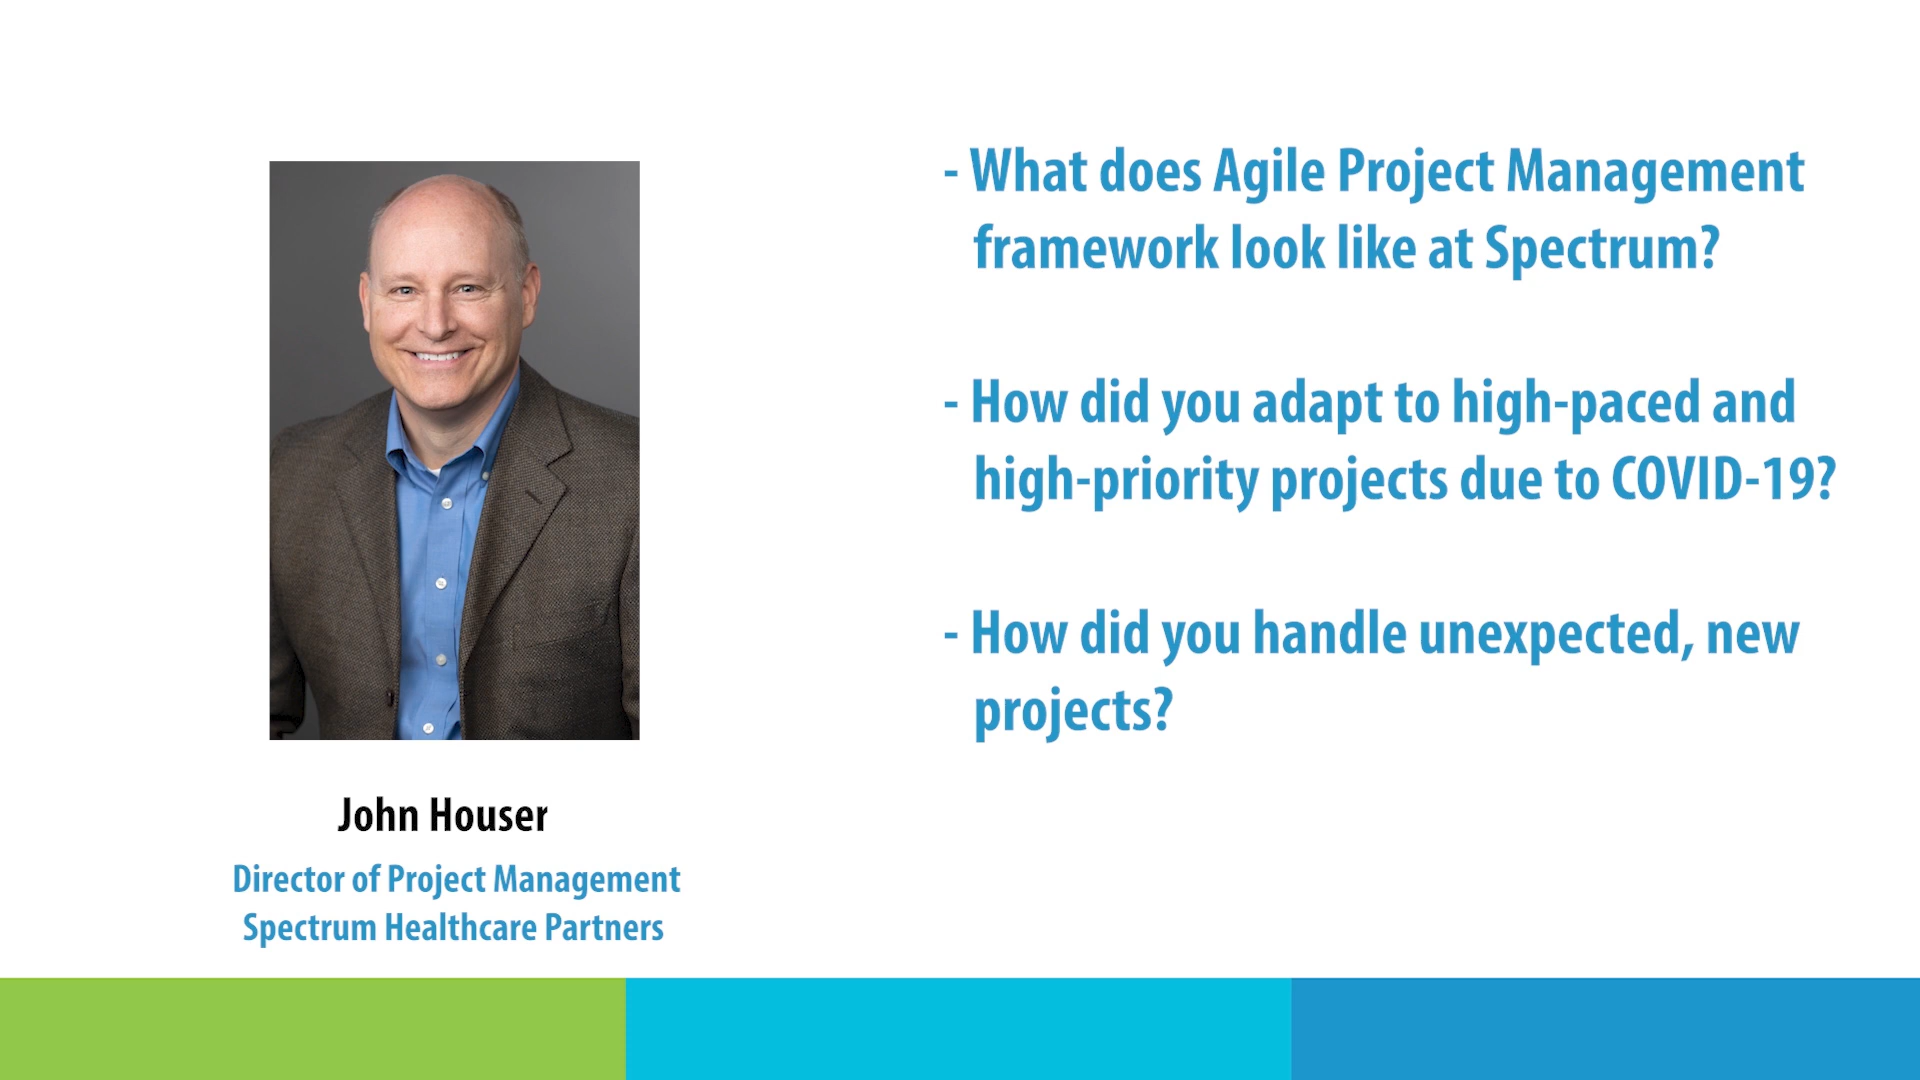 - What does Agile Project Management
framework look like at Spectrum?
- How did you adapt to high-paced and
high-priority projects due to COVID-19?
- How did you handle unexpected, new
projects?
John Houser
Director of Project Management
Spectrum Healthcare Partners